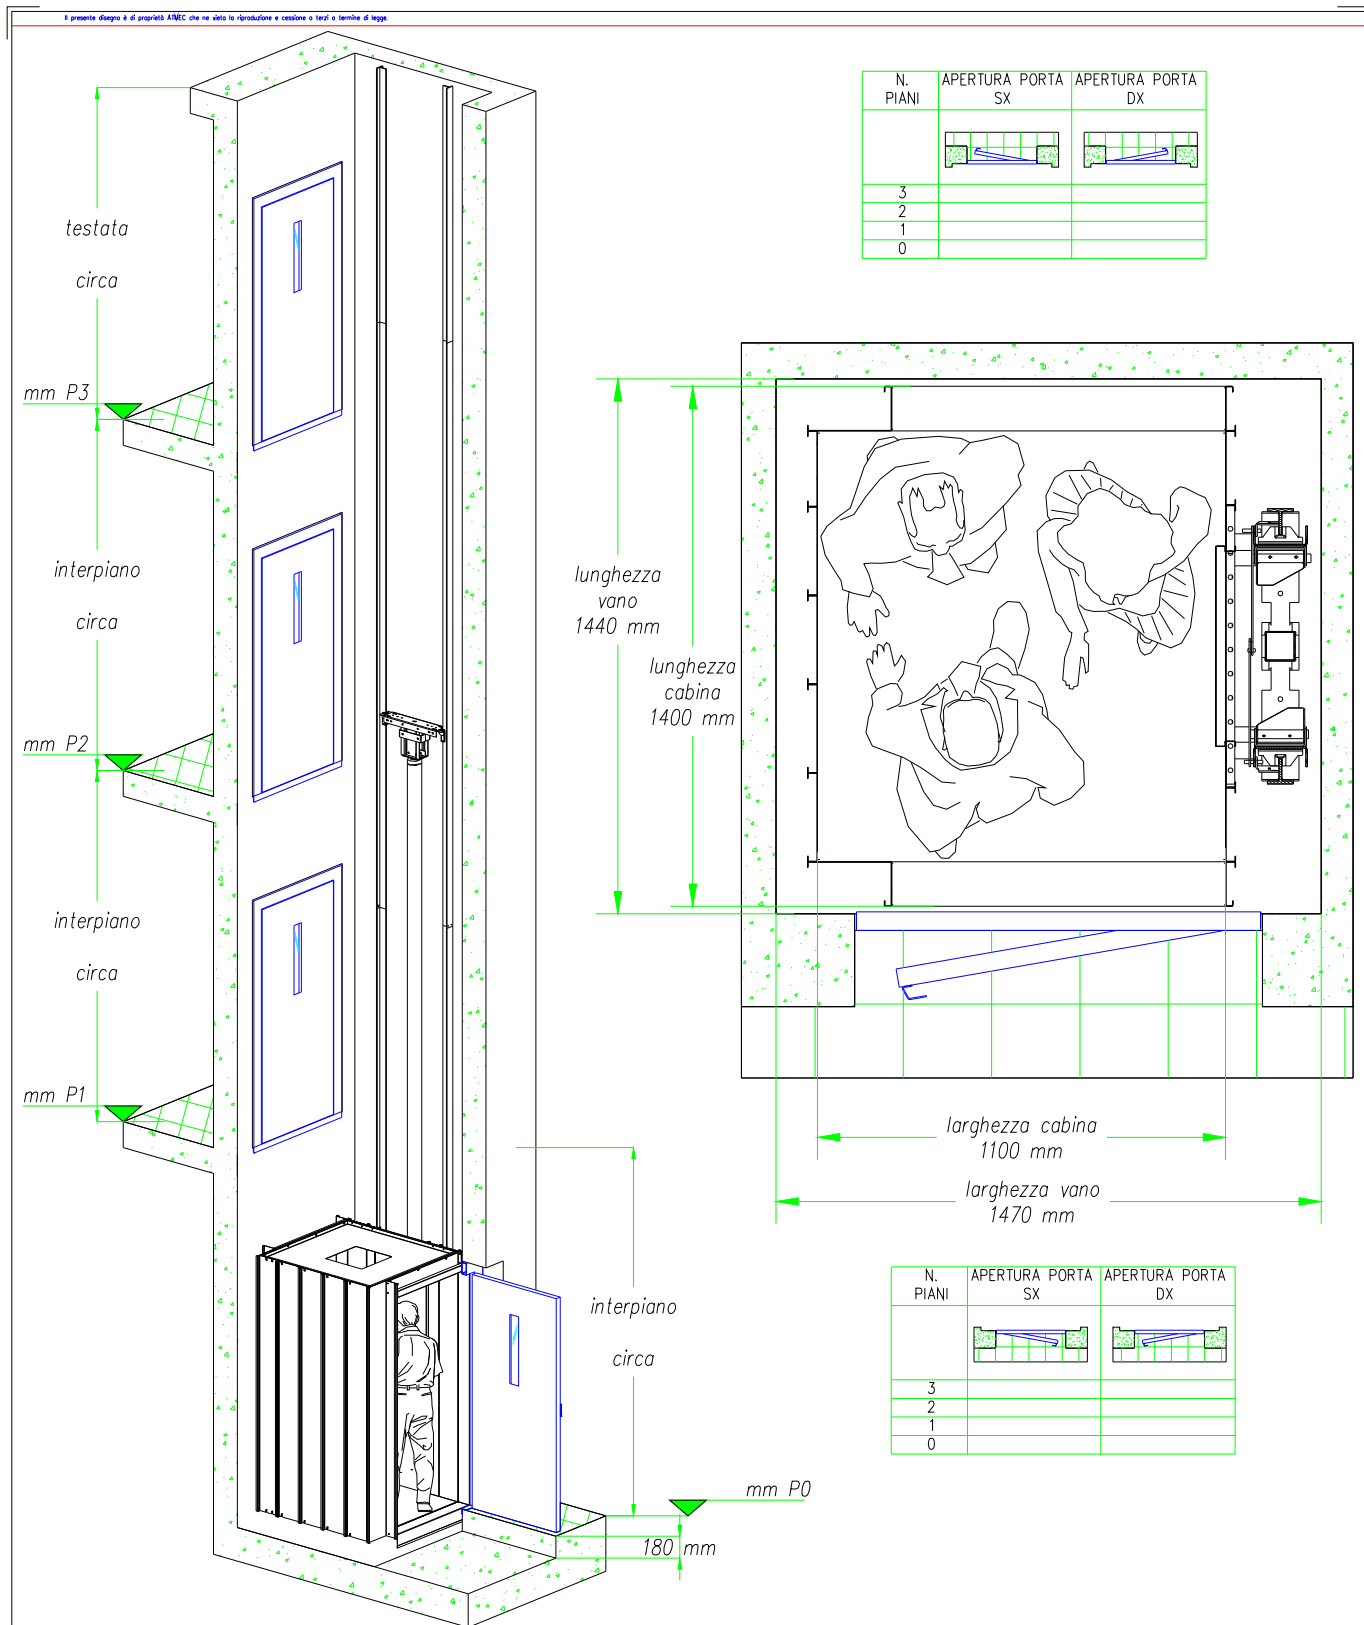 Il presente disegno è di proprietà ATMEC che ne vieta la riproduzione e cessione a terzi a termine di legge.
N. PIANI
APERTURA PORTA SX
APERTURA PORTA DX
3
2
1
0
testata
circa
mm P3
interpiano
circa
mm P2
interpiano
circa
mm P1
lunghezza
vano
1440 mm
lunghezza
cabina
1400 mm
larghezza cabina
1100 mm
larghezza vano
1470 mm
interpiano
circa
mm P0
180 mm
N. PIANI
APERTURA PORTA SX
APERTURA PORTA DX
3
2
1
0